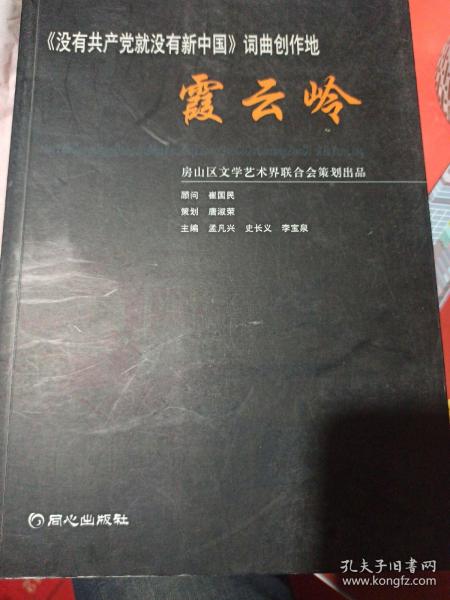 《没有共产党就没有新中国》词曲创作地
霞云岭
房山区文学艺术界联合会策划出品
顾问 崔国民
策划 唐淑荣
主编 孟凡兴 史长义 李宝泉
同心出版社
孔夫子旧书网
www.kongfz.com